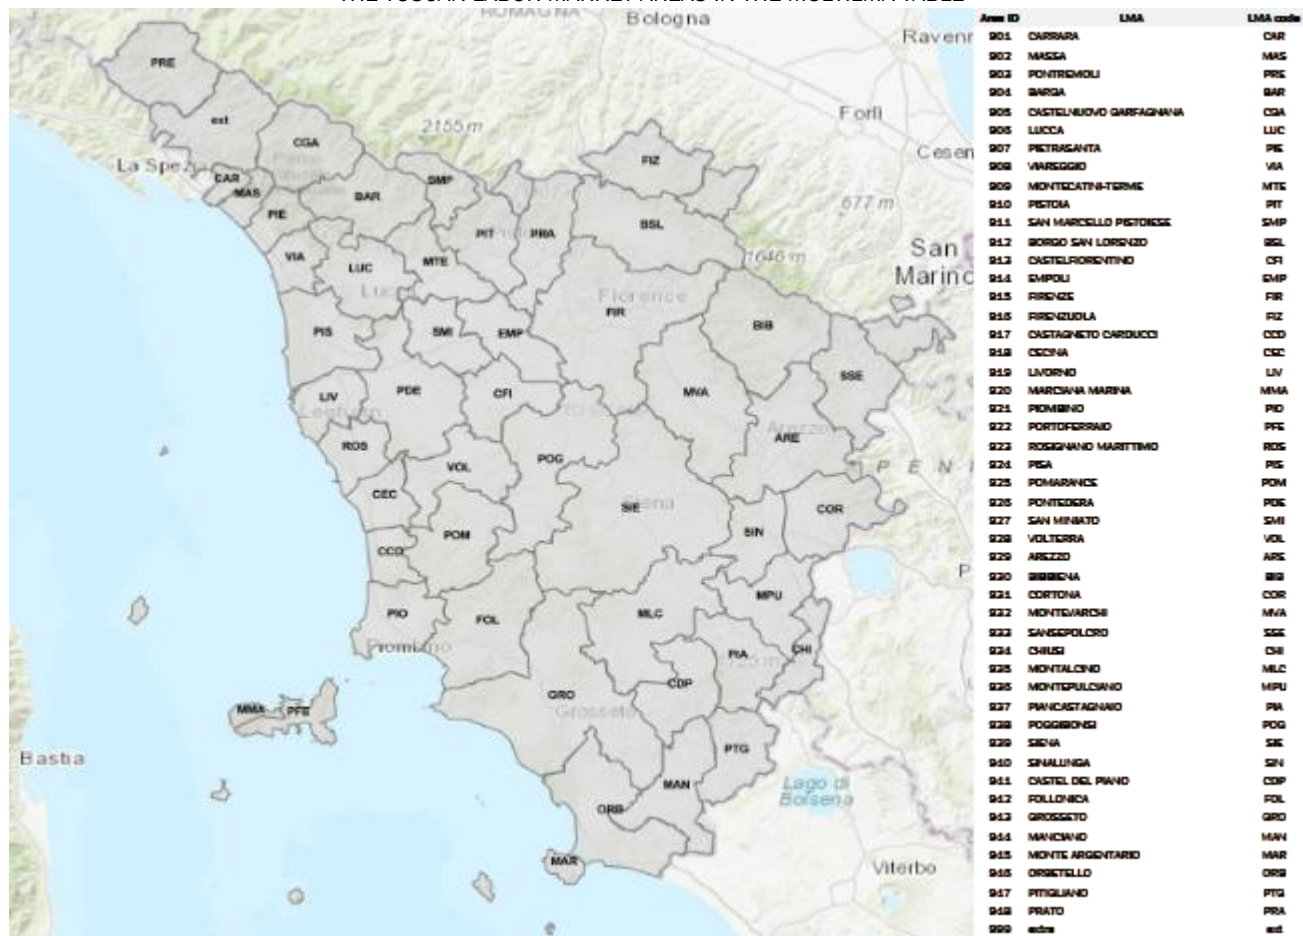 THE TUSCAN LABOR MARKET AREAS IN THE MULTIREMA TABLE
ROMAGNA
Bologna
Ravenn
PRE
Forlì
ext
2155 m
CGA
Cesen
La Spezia
FIZ
CAR
SMP
MAS
BAR
677 m
PIE
BSL
PIT
PRA
San
Marino
VIA
MTE
1646 m
LUC
Florence
FIR
BIB
PIS
SMI
EMP
SSE
LIV
PDE
CFI
MVA
Arezzo
ARE
ROS
VOL
POG
PEN
CEC
Siena
SIE
COR
POM
SIN
CCD
MPU
PIO
FOL
MLC
Piombino
PIA
CHI
CDP
GRO
Grosseto
MMA
PFE
PTG
Bastia
MAN
Lago di
Bolsena
ORB
MAR
Viterbo
Area ID LMA LMA code
901 CARRARA CAR
902 MASSA MAS
903 PONTREMOLI PRE
904 BARGA BAR
905 CASTELNUOVO GARFAGNANA CGA
906 LUCCA LUC
907 PIETRASANTA PIE
908 VIAREGGIO VIA
909 MONTECATINI-TERME MTE
910 PISTOIA PIT
911 SAN MARCELLO PISTOIESE SMP
912 BORGO SAN LORENZO BSL
913 CASTELFIORENTINO CFI
914 EMPOLI EMP
915 FIRENZE FIR
916 FIRENZUOLA FIZ
917 CASTAGNETO CARDUCCI CCD
918 CECINA CEC
919 LIVORNO LIV
920 MARCIANA MARINA MMA
921 PIOMBINO PIO
922 PORTOFERRAIO PFE
923 ROSIGNANO MARITTIMO ROS
924 PISA PIS
925 POMARANCE POM
926 PONTEDERA PDE
927 SAN MINIATO SMI
928 VOLTERRA VOL
929 AREZZO ARE
930 BIBBIENA BIB
931 CORTONA COR
932 MONTEVARCHI MVA
933 SANSEPOLCRO SSE
934 CHIUSI CHI
935 MONTALCINO MLC
936 MONTEPULCIANO MPU
937 PIANCASTAGNAIO PIA
938 POGGIBONSI POG
939 SIENA SIE
940 SINALUNGA SIN
941 CASTEL DEL PIANO CDP
942 FOLLONICA FOL
943 GROSSETO GRO
944 MANCIANO MAN
945 MONTE ARGENTARIO MAR
946 ORBETELLO ORB
947 PITIGLIANO PTG
948 PRATO PRA
999 extra ext